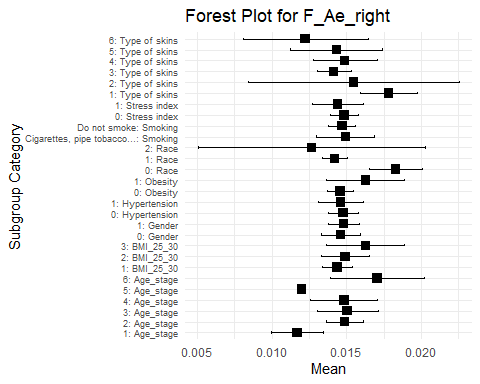 Forest Plot for F_Ae_right
Subgroup Category
6: Type of skins
5: Type of skins
4: Type of skins
3: Type of skins
2: Type of skins
1: Type of skins
1: Stress index
0: Stress index
Do not smoke: Smoking
Cigarettes, pipe tobacco...: Smoking
2: Race
1: Race
0: Race
1: Obesity
0: Obesity
1: Hypertension
0: Hypertension
1: Gender
0: Gender
3: BMI_25_30
2: BMI_25_30
1: BMI_25_30
6: Age_stage
5: Age_stage
4: Age_stage
3: Age_stage
2: Age_stage
1: Age_stage
0.005 0.010 0.015 0.020
Mean